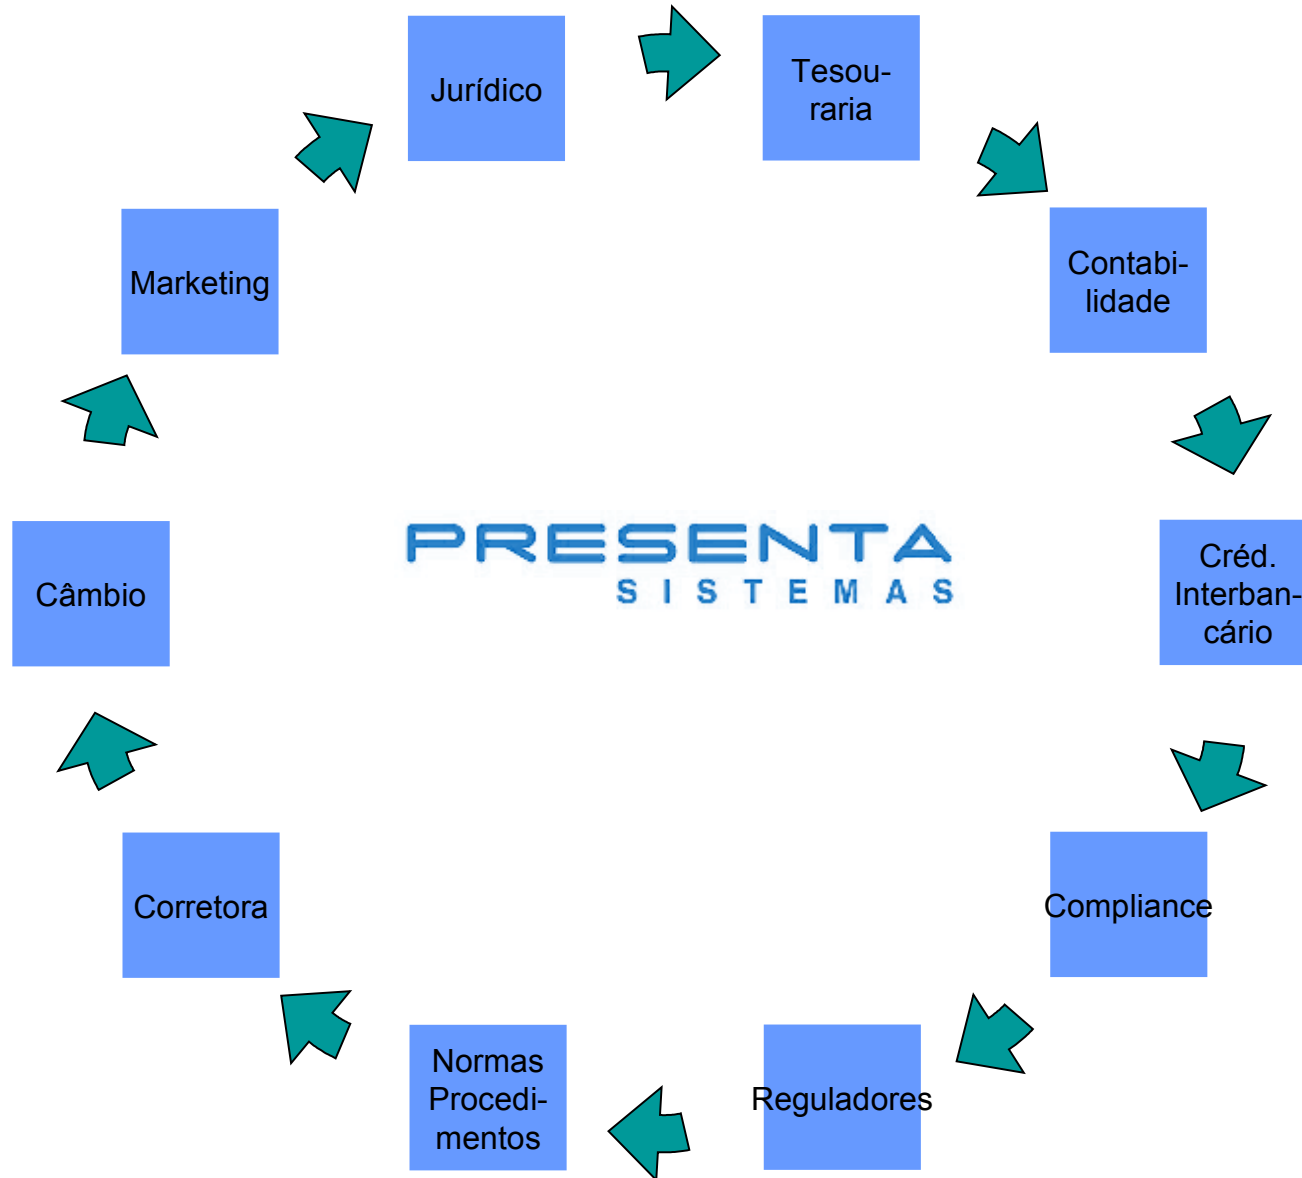 Jurídico
Tesou-
raria
Contabi-
lidade
Créd.
Interban-
cário
Compliance
Reguladores
Normas
Procedi-
mentos
Corretora
Câmbio
Marketing
PRESENTA
SISTEMAS